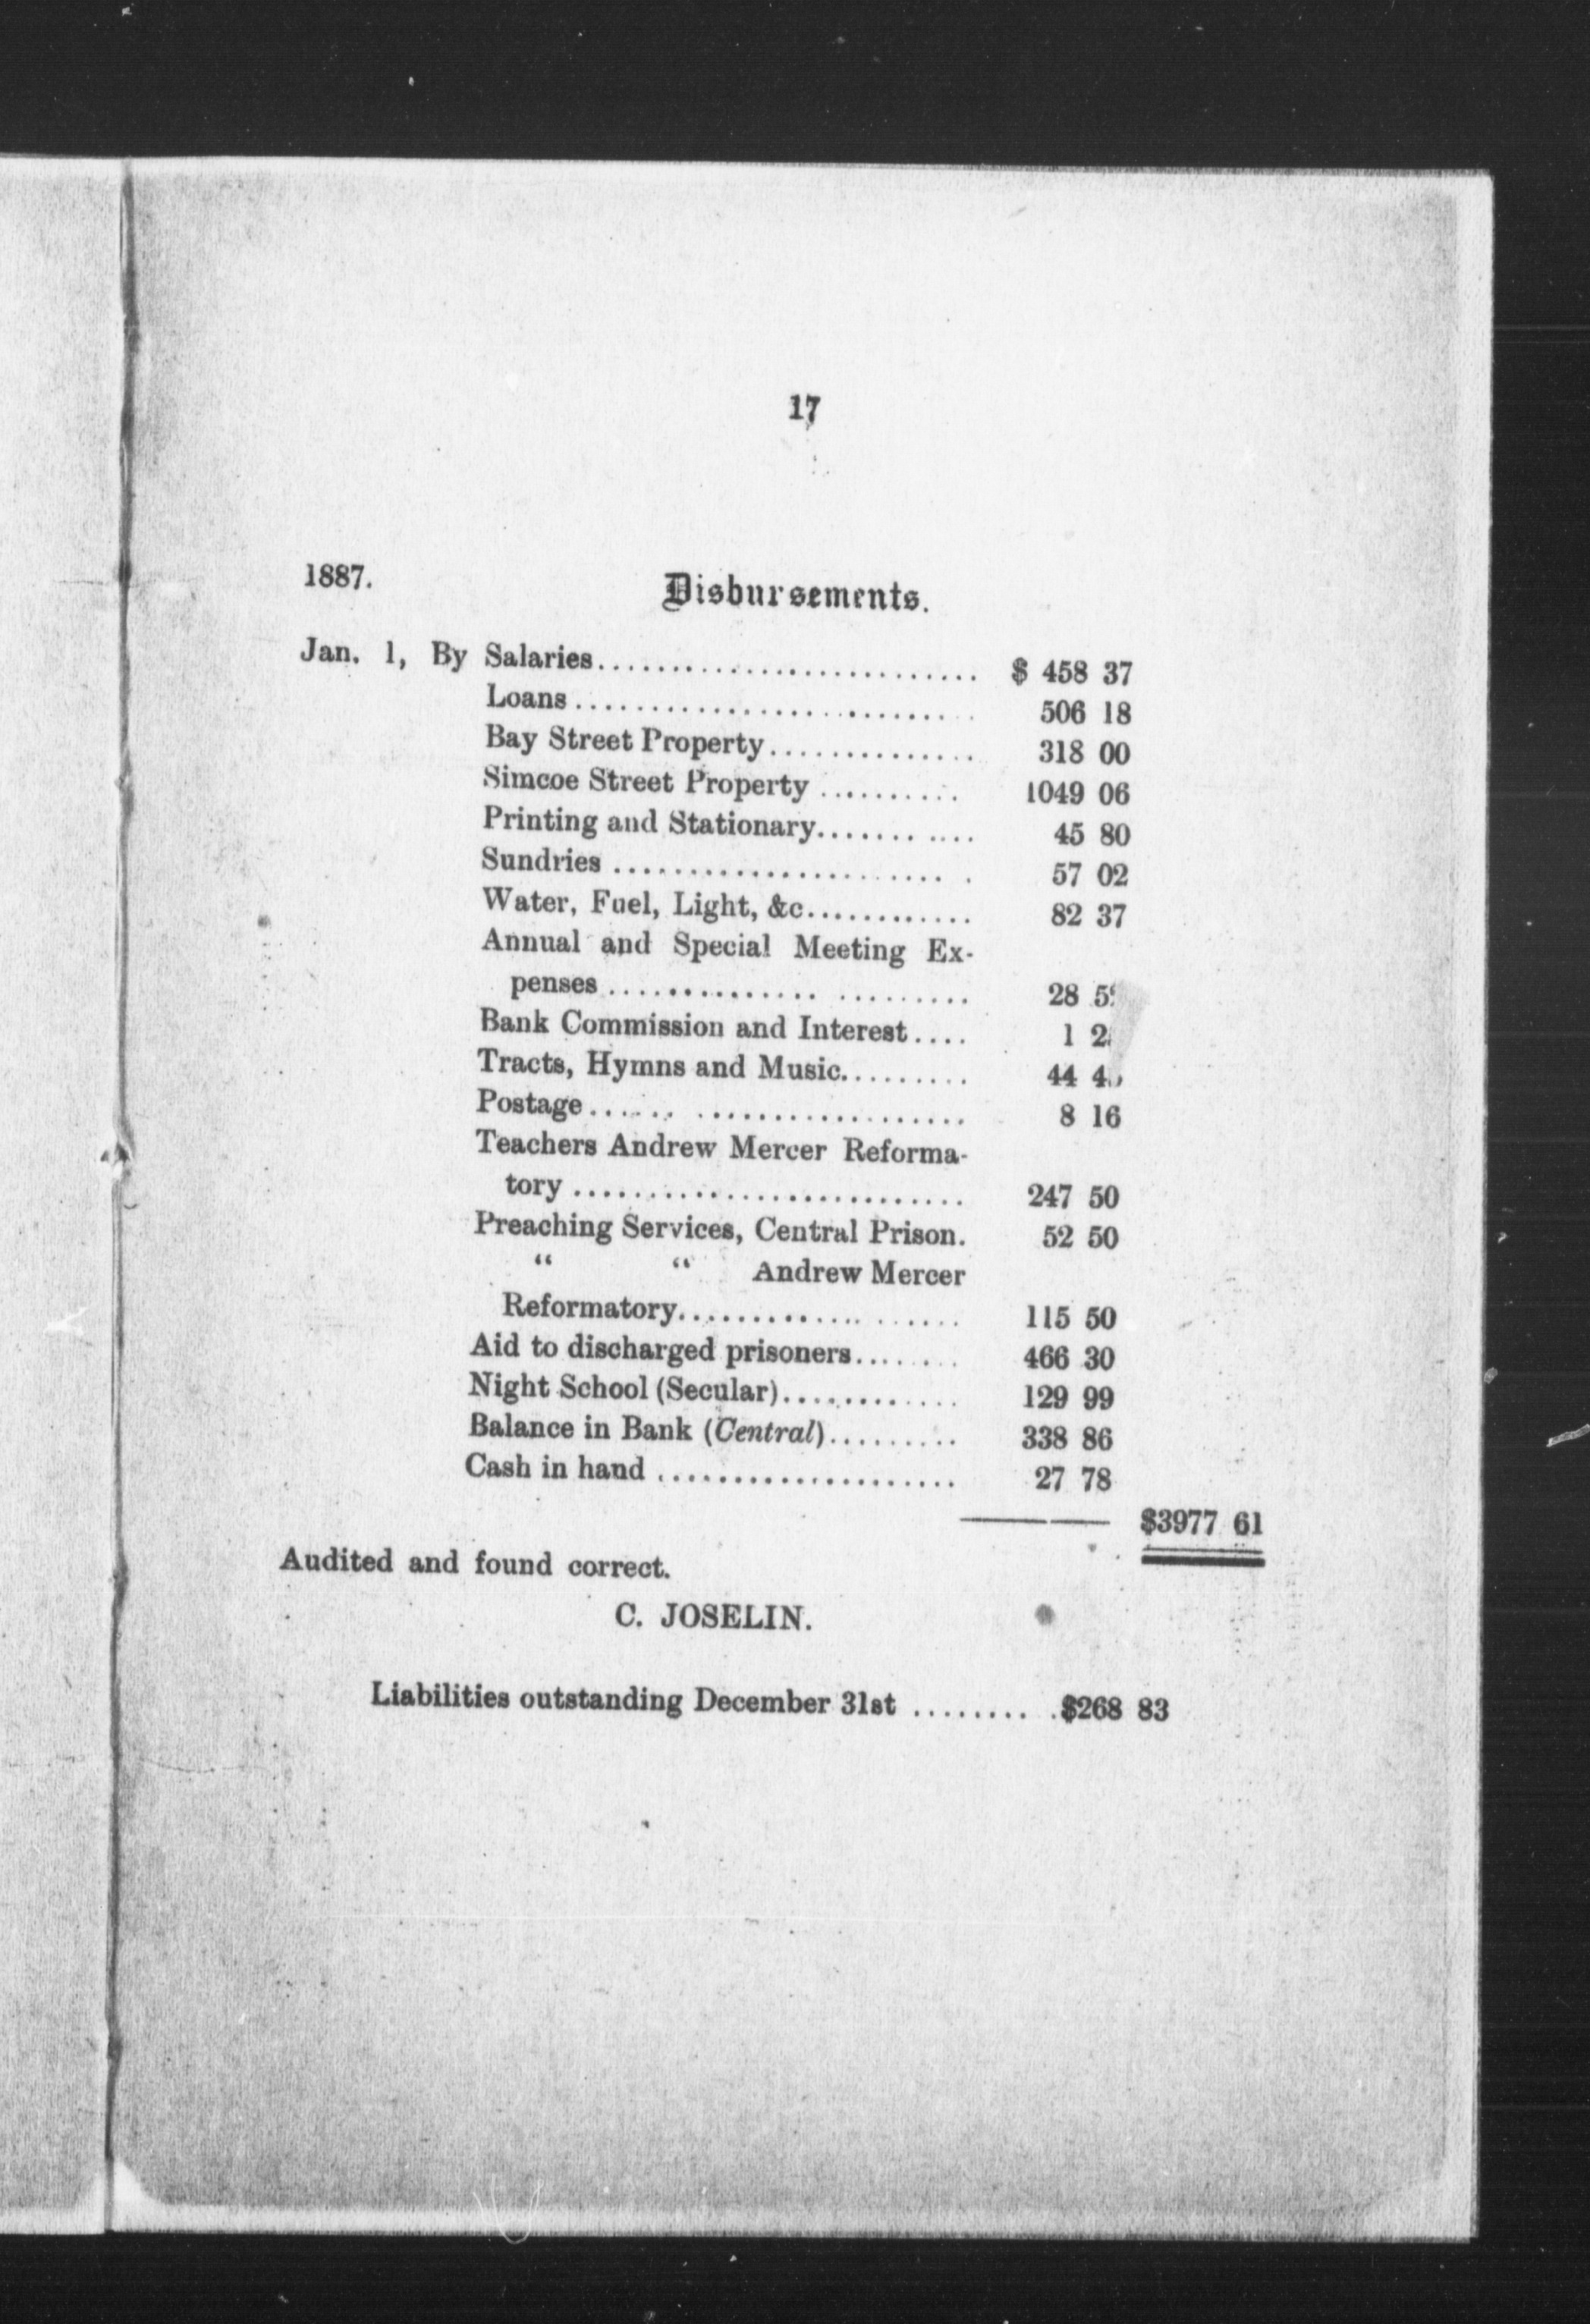 17
1887.
Disbursements.
Jan. 1, By Salaries............................ $ 458 37
Loans............................ 506 18
Bay Street Property............... 318 00
Simcoe Street Property .......... 1049 06
Printing and Stationary........... 45 80
Sundries ........................ 57 02
Water, Fuel, Light, &c............ 82 37
Annual and Special Meeting Ex-
penses........................ 28
Bank Commission and Interest.... 1
Tracts, Hymns and Music......... 44
Postage........................ 8 16
Teachers Andrew Mercer Reforma-
tory............................ 247 50
Preaching Services, Central Prison. 52 50
“ “ Andrew Mercer
Reformatory................... 115 50
Aid to discharged prisoners........ 466 30
Night School (Secular)............ 129 99
Balance in Bank (Central)......... 338 86
Cash in hand .................... 27 78
$3977 61
Audited and found correct.
C. JOSELIN.
Liabilities outstanding December 31st ......... $268 83